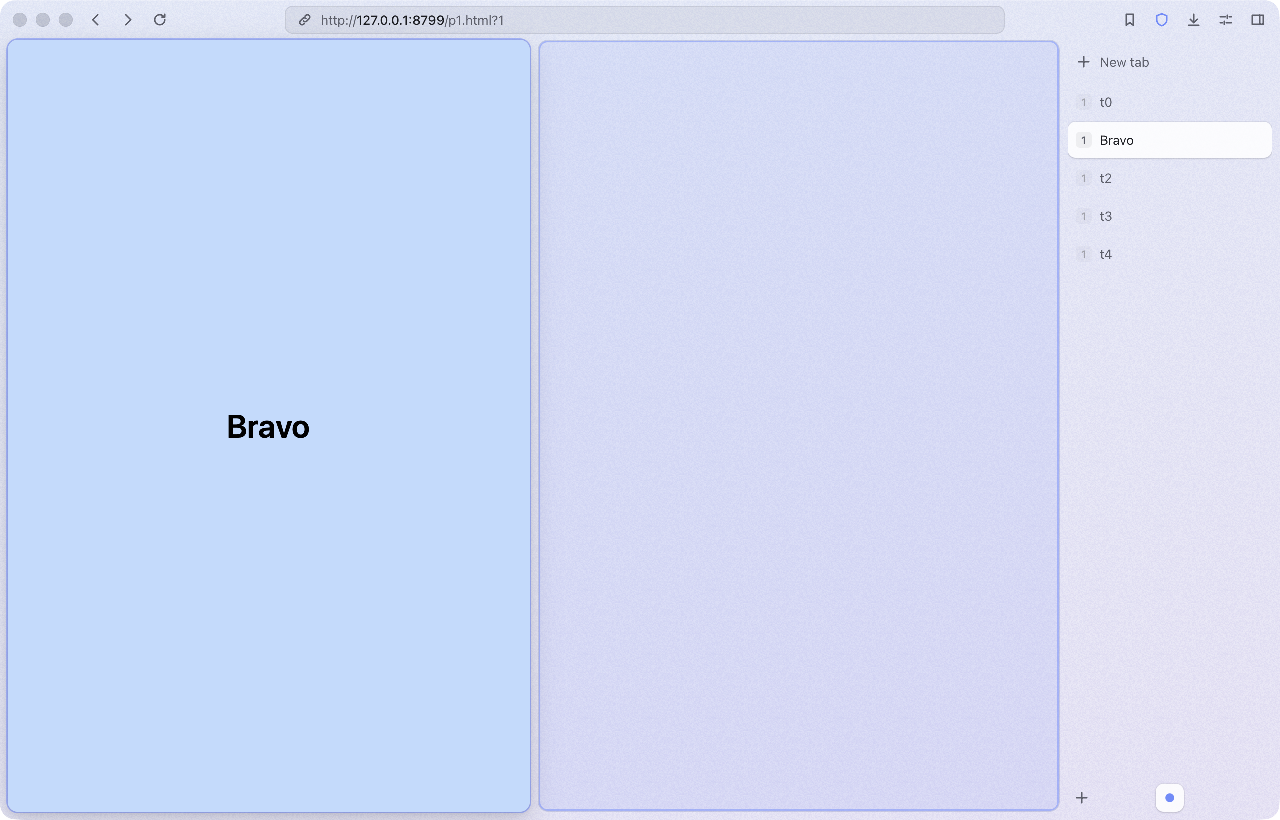 http://127.0.0.1:8799/p1.html?1
New tab
1 t0
1 Bravo
1 t2
1 t3
1 t4
Bravo